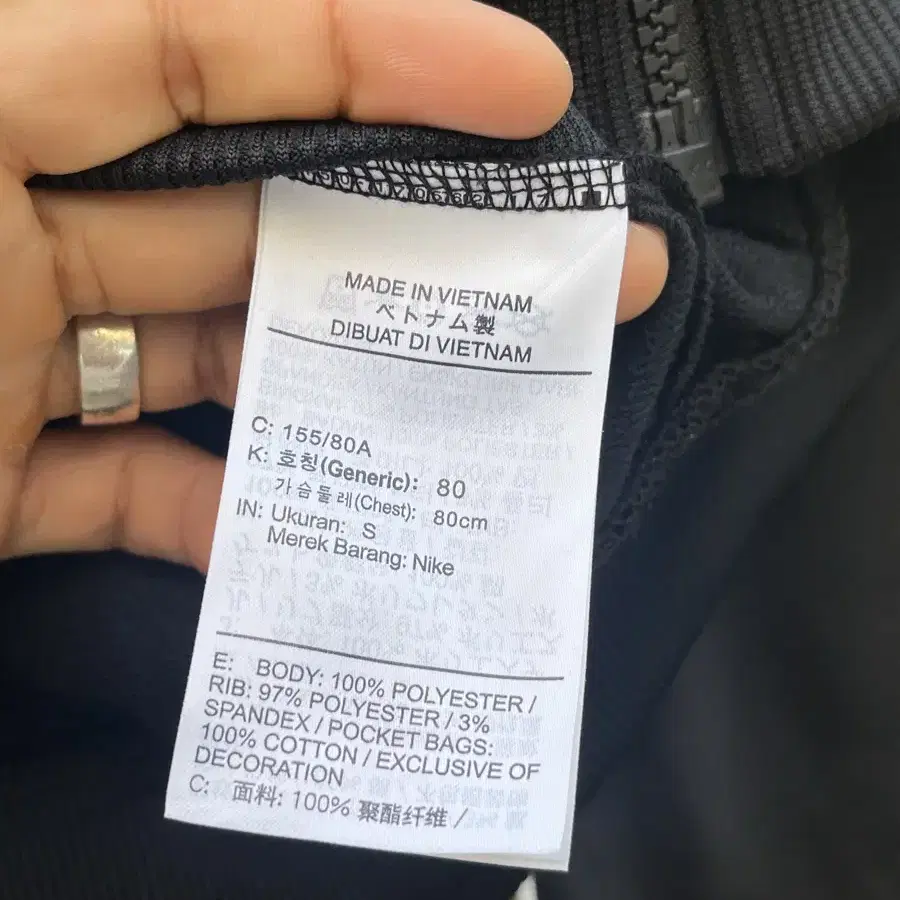 MADE IN VIETNAM
ベトナム製
DIBUAT DI VIETNAM
C: 155/80A
K: 호칭(Generic): 80
가슴둘레(Chest): 80cm
IN: Ukuran: S
Merek Barang: Nike
E: BODY: 100% POLYESTER /
RIB: 97% POLYESTER / 3%
SPANDEX / POCKET BAGS:
100% COTTON / EXCLUSIVE OF
DECORATION
C: 面料: 100% 聚酯纤维 /